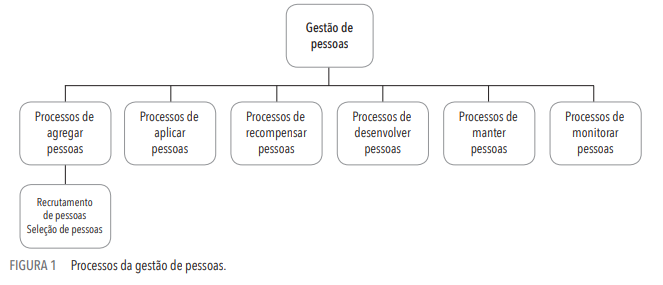 Gestão de
pessoas
Processos de
agregar
pessoas
Processos de
aplicar
pessoas
Processos de
recompensar
pessoas
Processos de
desenvolver
pessoas
Processos de
manter
pessoas
Processos de
monitorar
pessoas
Recrutamento
de pessoas
Seleção de pessoas
FIGURA 1 Processos da gestão de pessoas.